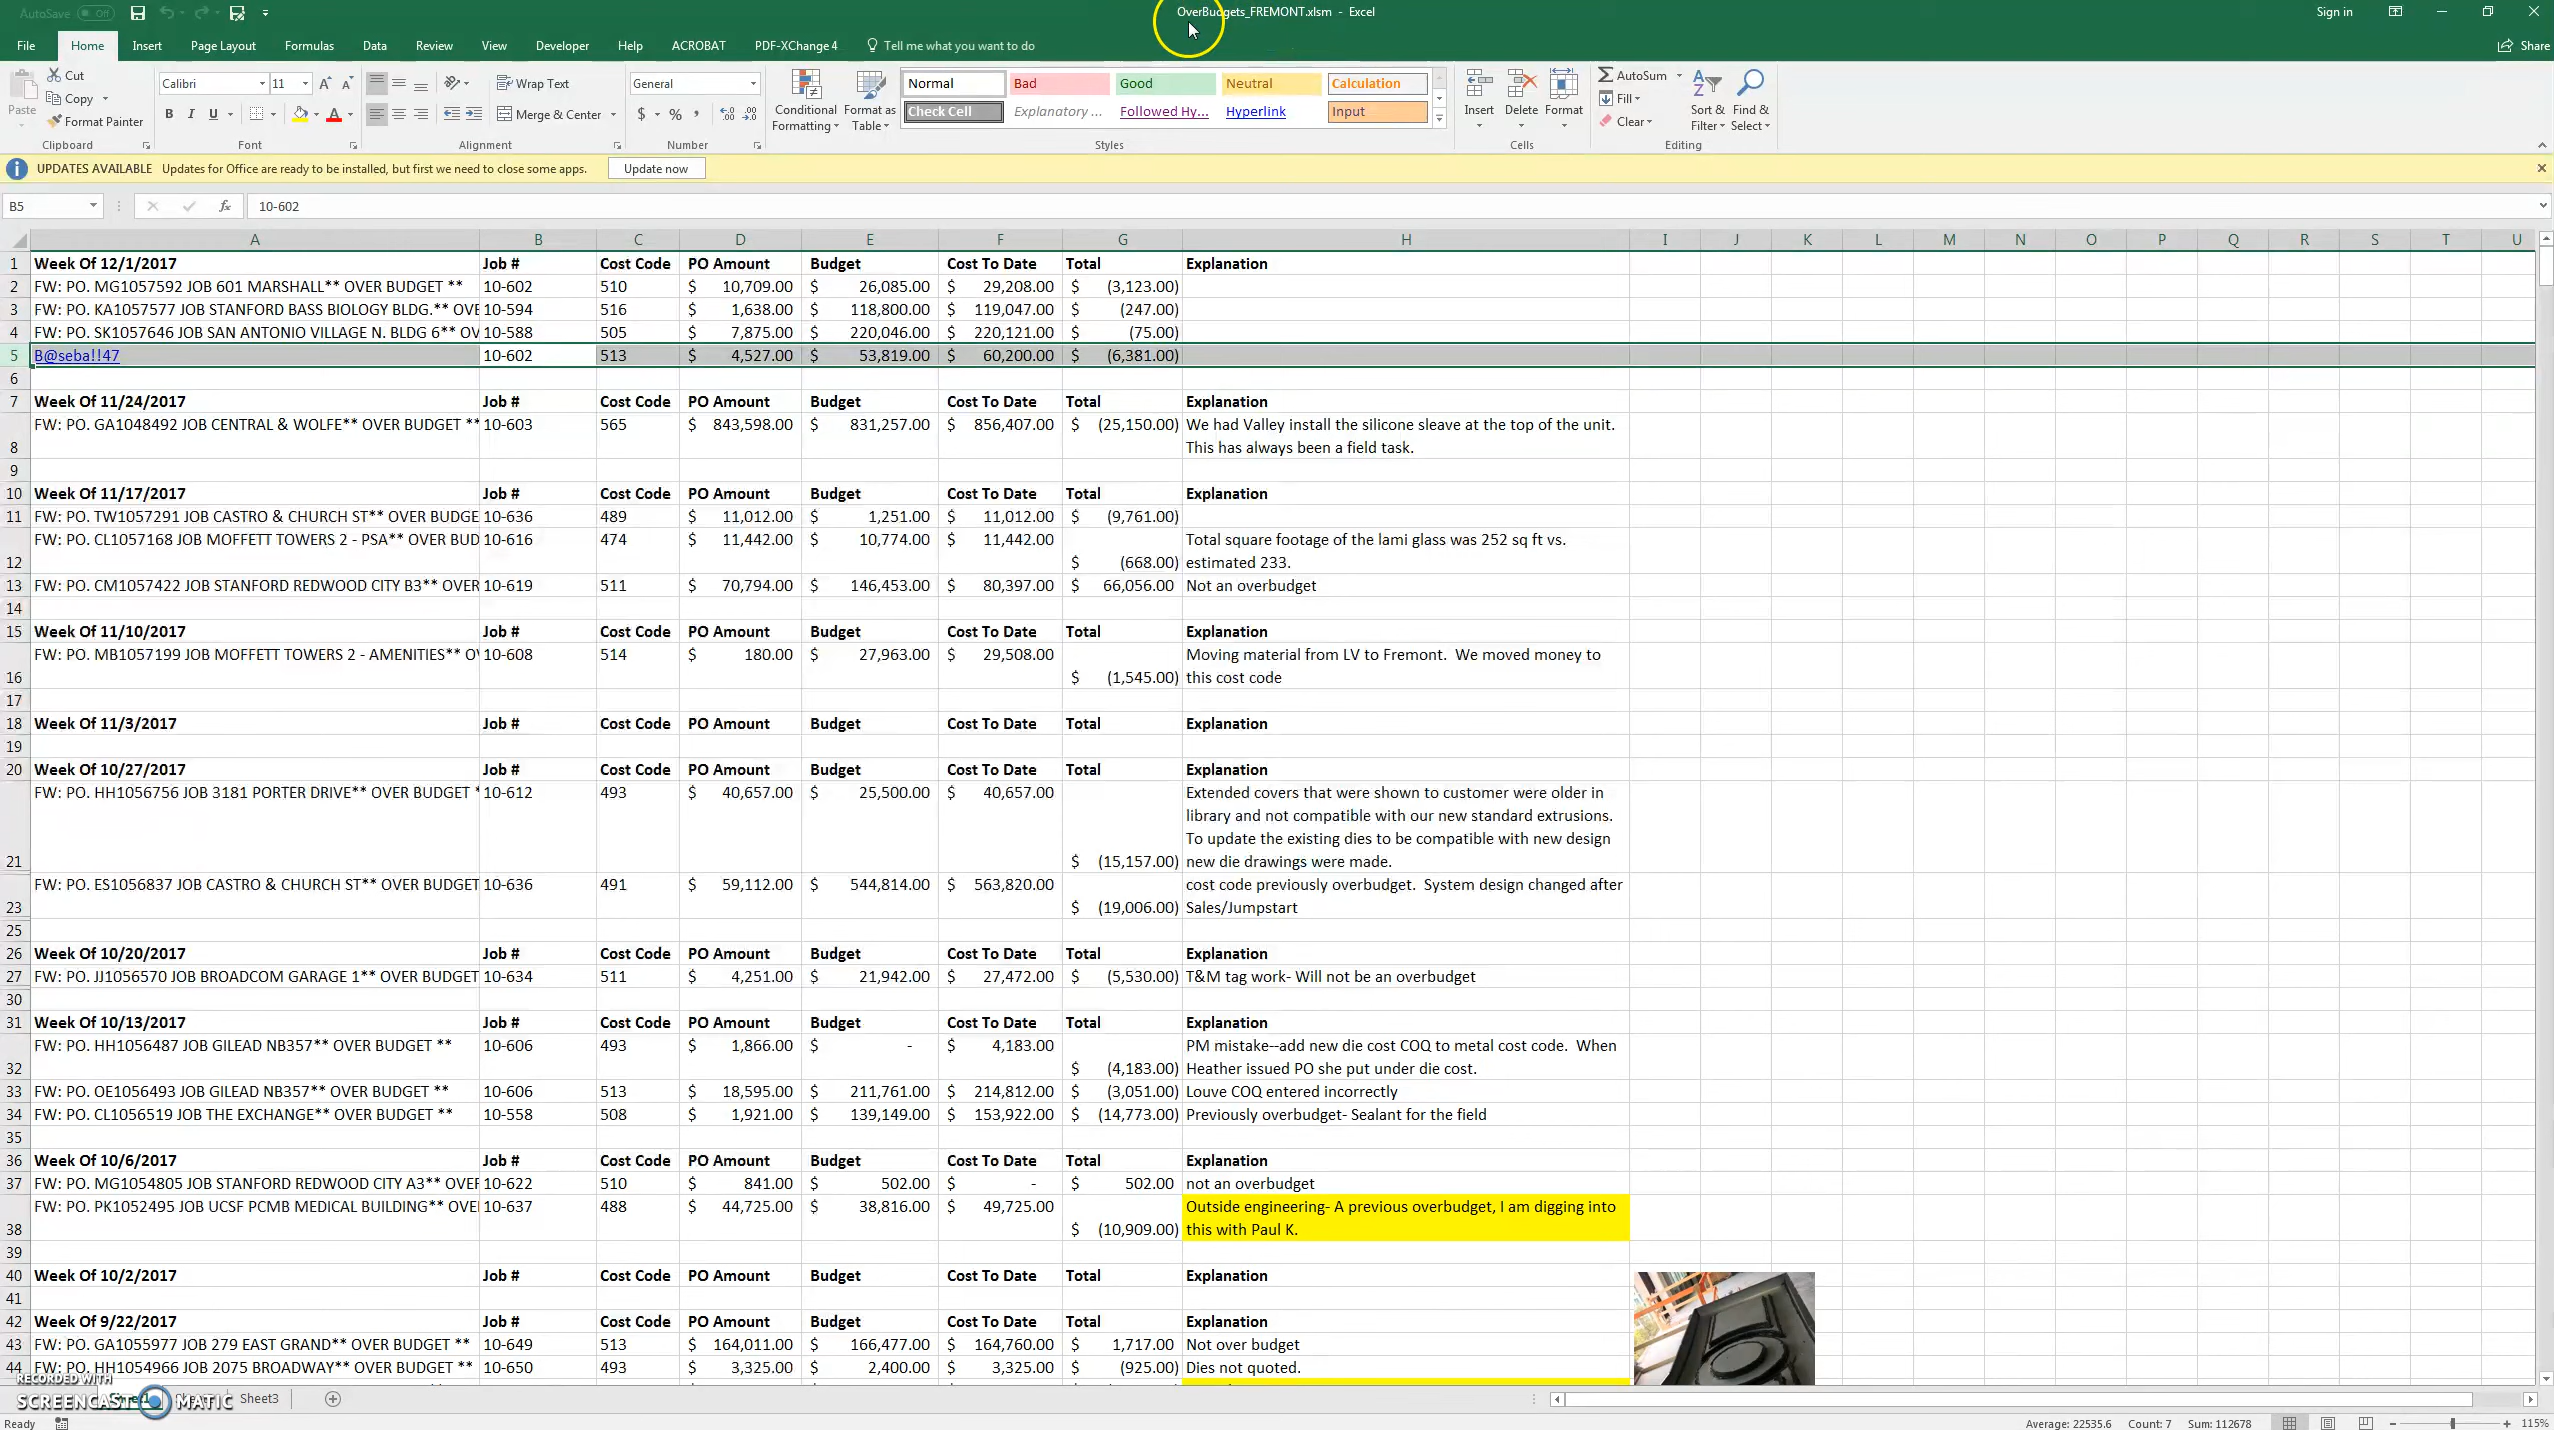 AutoSave Off OverBudgets_FREMONT.xlsm - Excel Sign in
File Home Insert Page Layout Formulas Data Review View Developer Help ACROBAT PDF-XChange 4 Tell me what you want to do Share
Cut Calibri 11 Wrap Text General Normal Bad Good Neutral Calculation AutoSum
Copy Fill
Paste Format Painter Merge & Center Conditional Formatting Format as Table Check Cell Explanatory ... Followed Hy... Hyperlink Input Insert Delete Format Clear Sort & Filter Find & Select
Clipboard Font Alignment Number Styles Cells Editing
UPDATES AVAILABLE Updates for Office are ready to be installed, but first we need to close some apps. Update now
B5 fx 10-602
A B C D E F G H I J K L M N O P Q R S T U
1 Week Of 12/1/2017 Job # Cost Code PO Amount Budget Cost To Date Total Explanation
2 FW: PO. MG1057592 JOB 601 MARSHALL** OVER BUDGET ** 10-602 510 $ 10,709.00 $ 26,085.00 $ 29,208.00 $ (3,123.00)
3 FW: PO. KA1057577 JOB STANFORD BASS BIOLOGY BLDG.** OVE 10-594 516 $ 1,638.00 $ 118,800.00 $ 119,047.00 $ (247.00)
4 FW: PO. SK1057646 JOB SAN ANTONIO VILLAGE N. BLDG 6** OV 10-588 505 $ 7,875.00 $ 220,046.00 $ 220,121.00 $ (75.00)
5 B@seba!!47 10-602 513 $ 4,527.00 $ 53,819.00 $ 60,200.00 $ (6,381.00)
6
7 Week Of 11/24/2017 Job # Cost Code PO Amount Budget Cost To Date Total Explanation
FW: PO. GA1048492 JOB CENTRAL & WOLFE** OVER BUDGET ** 10-603 565 $ 843,598.00 $ 831,257.00 $ 856,407.00 $ (25,150.00) We had Valley install the silicone sleave at the top of the unit.
8 This has always been a field task.
9
10 Week Of 11/17/2017 Job # Cost Code PO Amount Budget Cost To Date Total Explanation
11 FW: PO. TW1057291 JOB CASTRO & CHURCH ST** OVER BUDGE 10-636 489 $ 11,012.00 $ 1,251.00 $ 11,012.00 $ (9,761.00)
FW: PO. CL1057168 JOB MOFFETT TOWERS 2 - PSA** OVER BUD 10-616 474 $ 11,442.00 $ 10,774.00 $ 11,442.00 Total square footage of the lami glass was 252 sq ft vs.
12 $ (668.00) estimated 233.
13 FW: PO. CM1057422 JOB STANFORD REDWOOD CITY B3** OVER 10-619 511 $ 70,794.00 $ 146,453.00 $ 80,397.00 $ 66,056.00 Not an overbudget
14
15 Week Of 11/10/2017 Job # Cost Code PO Amount Budget Cost To Date Total Explanation
FW: PO. MB1057199 JOB MOFFETT TOWERS 2 - AMENITIES** O 10-608 514 $ 180.00 $ 27,963.00 $ 29,508.00 Moving material from LV to Fremont. We moved money to
16 $ (1,545.00) this cost code
17
18 Week Of 11/3/2017 Job # Cost Code PO Amount Budget Cost To Date Total Explanation
19
20 Week Of 10/27/2017 Job # Cost Code PO Amount Budget Cost To Date Total Explanation
FW: PO. HH1056756 JOB 3181 PORTER DRIVE** OVER BUDGET * 10-612 493 $ 40,657.00 $ 25,500.00 $ 40,657.00 Extended covers that were shown to customer were older in
library and not compatible with our new standard extrusions.
To update the existing dies to be compatible with new design
21 $ (15,157.00) new die drawings were made.
FW: PO. ES1056837 JOB CASTRO & CHURCH ST** OVER BUDGET 10-636 491 $ 59,112.00 $ 544,814.00 $ 563,820.00 cost code previously overbudget. System design changed after
23 $ (19,006.00) Sales/Jumpstart
25
26 Week Of 10/20/2017 Job # Cost Code PO Amount Budget Cost To Date Total Explanation
27 FW: PO. JJ1056570 JOB BROADCOM GARAGE 1** OVER BUDGET 10-634 511 $ 4,251.00 $ 21,942.00 $ 27,472.00 $ (5,530.00) T&M tag work- Will not be an overbudget
30
31 Week Of 10/13/2017 Job # Cost Code PO Amount Budget Cost To Date Total Explanation
FW: PO. HH1056487 JOB GILEAD NB357** OVER BUDGET ** 10-606 493 $ 1,866.00 $ - $ 4,183.00 PM mistake--add new die cost COQ to metal cost code. When
32 $ (4,183.00) Heather issued PO she put under die cost.
33 FW: PO. OE1056493 JOB GILEAD NB357** OVER BUDGET ** 10-606 513 $ 18,595.00 $ 211,761.00 $ 214,812.00 $ (3,051.00) Louve COQ entered incorrectly
34 FW: PO. CL1056519 JOB THE EXCHANGE** OVER BUDGET ** 10-558 508 $ 1,921.00 $ 139,149.00 $ 153,922.00 $ (14,773.00) Previously overbudget- Sealant for the field
35
36 Week Of 10/6/2017 Job # Cost Code PO Amount Budget Cost To Date Total Explanation
37 FW: PO. MG1054805 JOB STANFORD REDWOOD CITY A3** OVER 10-622 510 $ 841.00 $ 502.00 $ - $ 502.00 not an overbudget
FW: PO. PK1052495 JOB UCSF PCMB MEDICAL BUILDING** OVE 10-637 488 $ 44,725.00 $ 38,816.00 $ 49,725.00 Outside engineering- A previous overbudget, I am digging into
38 $ (10,909.00) this with Paul K.
39
40 Week Of 10/2/2017 Job # Cost Code PO Amount Budget Cost To Date Total Explanation
41
42 Week Of 9/22/2017 Job # Cost Code PO Amount Budget Cost To Date Total Explanation
43 FW: PO. GA1055977 JOB 279 EAST GRAND** OVER BUDGET ** 10-649 513 $ 164,011.00 $ 166,477.00 $ 164,760.00 $ 1,717.00 Not over budget
44 FW: PO. HH1054966 JOB 2075 BROADWAY** OVER BUDGET ** 10-650 493 $ 3,325.00 $ 2,400.00 $ 3,325.00 $ (925.00) Dies not quoted.
RECORDED WITH
SCREENCAST MATIC Sheet3
Ready Average: 22535.6 Count: 7 Sum: 112678 115%